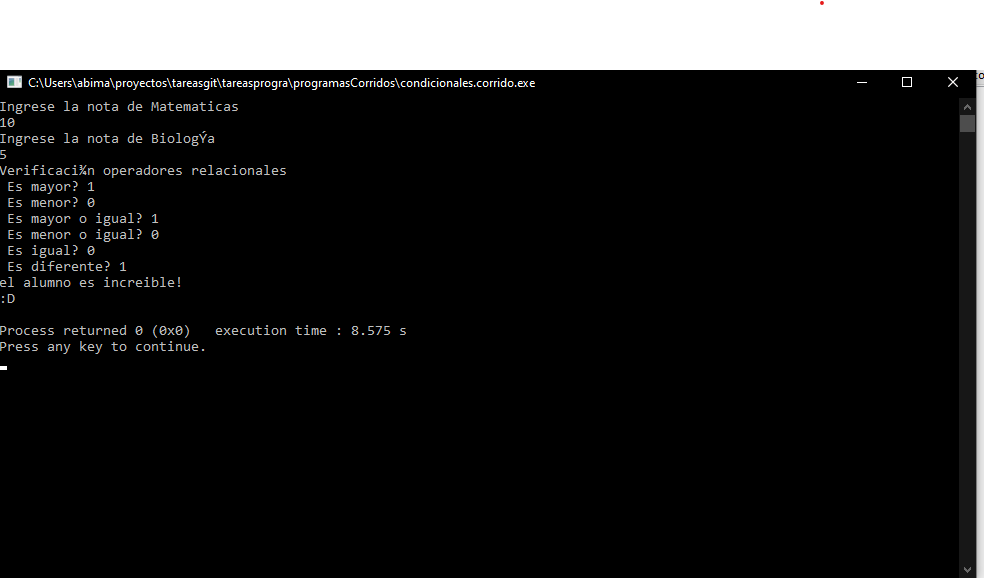 C:\Users\abima\proyectos\tareasgit\tareasprogra\programasCorridos\condicionales.corrido.exe
Ingrese la nota de Matematicas
10
Ingrese la nota de BiologÝa
5
Verificaci¾n operadores relacionales
Es mayor? 1
Es menor? 0
Es mayor o igual? 1
Es menor o igual? 0
Es igual? 0
Es diferente? 1
el alumno es increible!
:D
Process returned 0 (0x0)   execution time : 8.575 s
Press any key to continue.